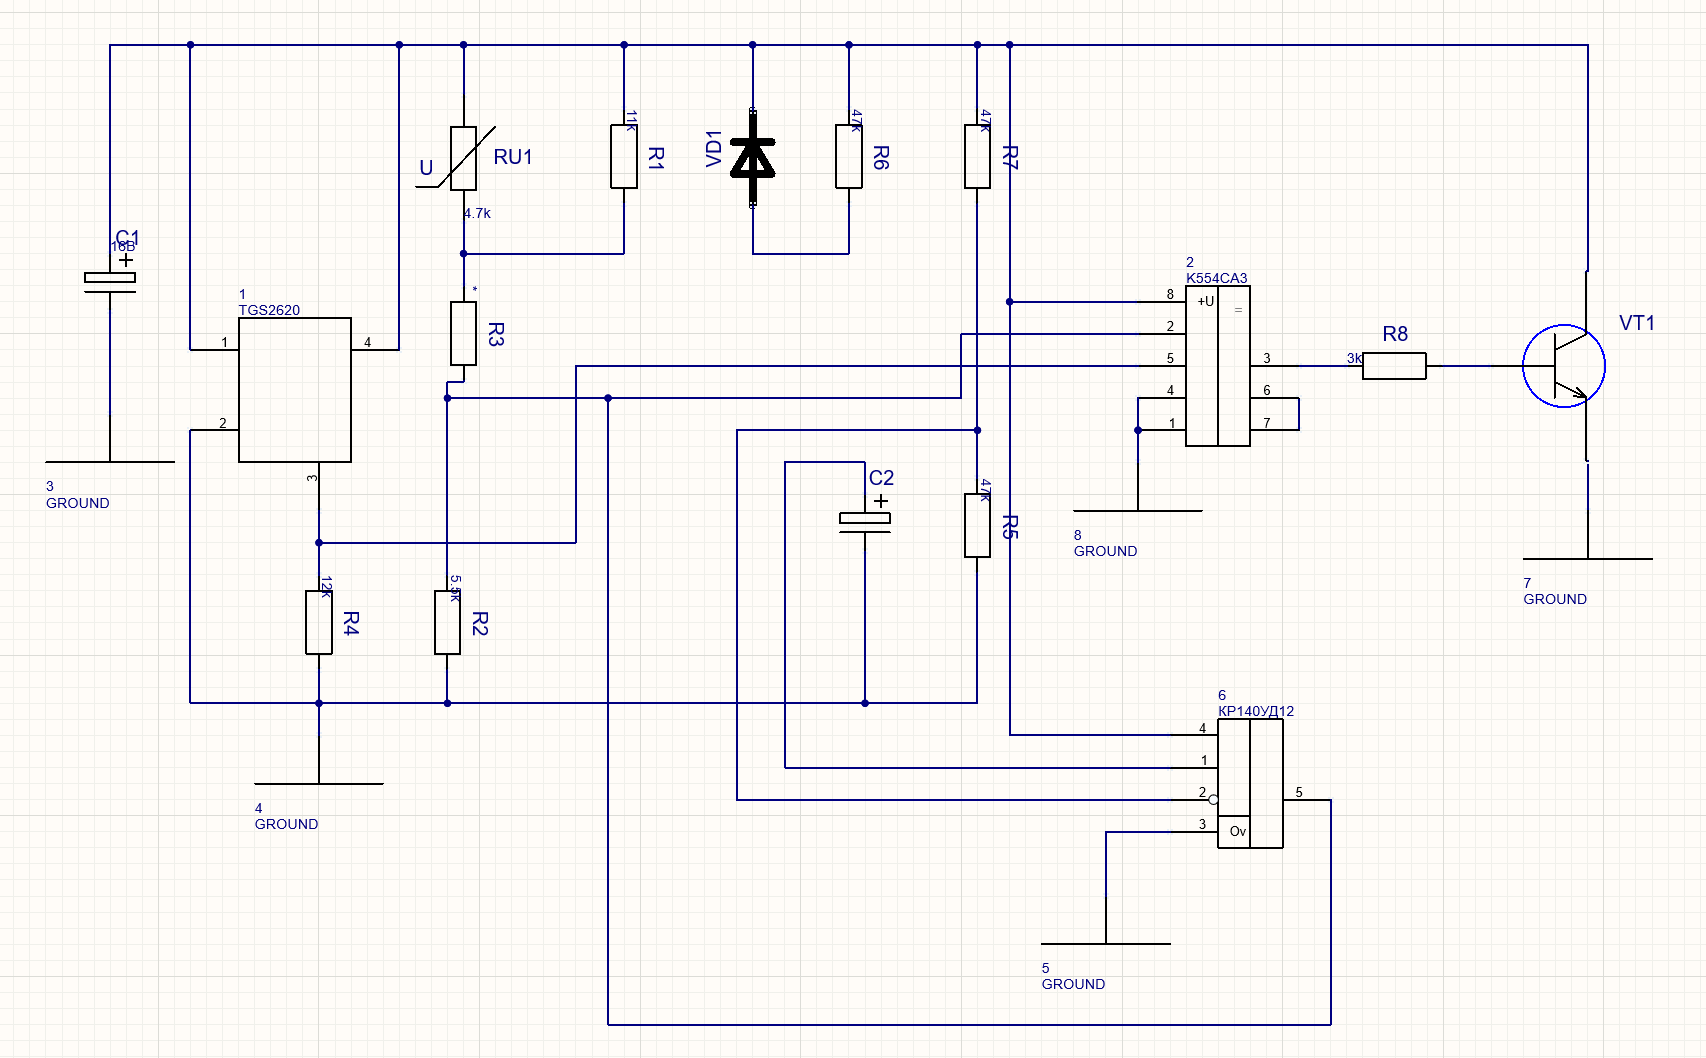 C1
16В
+
1
TGS2620
1
4
2
3
3
GROUND
U
RU1
4.7k
*
R3
11k
R1
VD1
47k
R6
47k
R7
2
K554CA3
8
+U
=
2
5
3
4
6
1
7
3k
R8
VT1
C2
+
47k
R5
8
GROUND
7
GROUND
12k
R4
5.5k
R2
4
GROUND
6
КР140УД12
4
1
2
5
3
Ov
5
GROUND